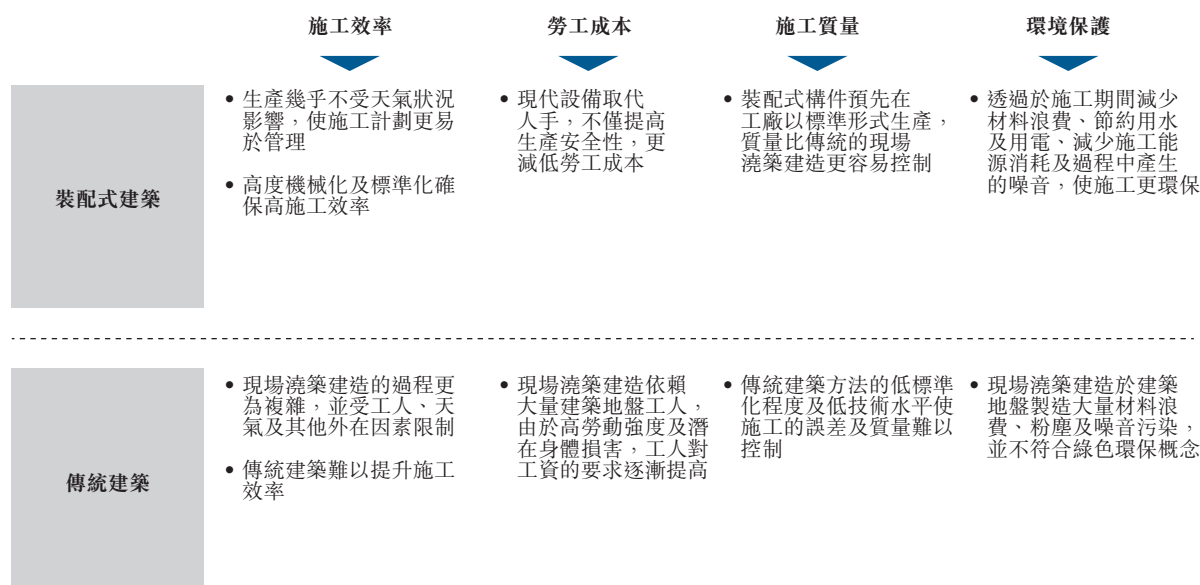 施工效率
勞工成本
施工質量
環境保護
裝配式建築
• 生產幾乎不受天氣狀況
影響，使施工計劃更易
於管理
• 高度機械化及標準化確
保高施工效率
• 現代設備取代
人手，不僅提高
生產安全性，更
減低勞工成本
• 裝配式構件預先在
工廠以標準形式生產，
質量比傳統的現場
澆築建造更容易控制
• 透過於施工期間減少
材料浪費、節約用水
及用電、減少施工能
源消耗及過程中產生
的噪音，使施工更環保
傳統建築
• 現場澆築建造的過程更
為複雜，並受工人、天
氣及其他外在因素限制
• 傳統建築難以提升施工
效率
• 現場澆築建造依賴
大量建築地盤工人，
由於高勞動強度及潛
在身體損害，工人對
工資的要求逐漸提高
• 傳統建築方法的低標準
化程度及低技術水平使
施工的誤差及質量難以
控制
• 現場澆築建造於建築
地盤製造大量材料浪
費、粉塵及噪音污染，
並不符合綠色環保概念